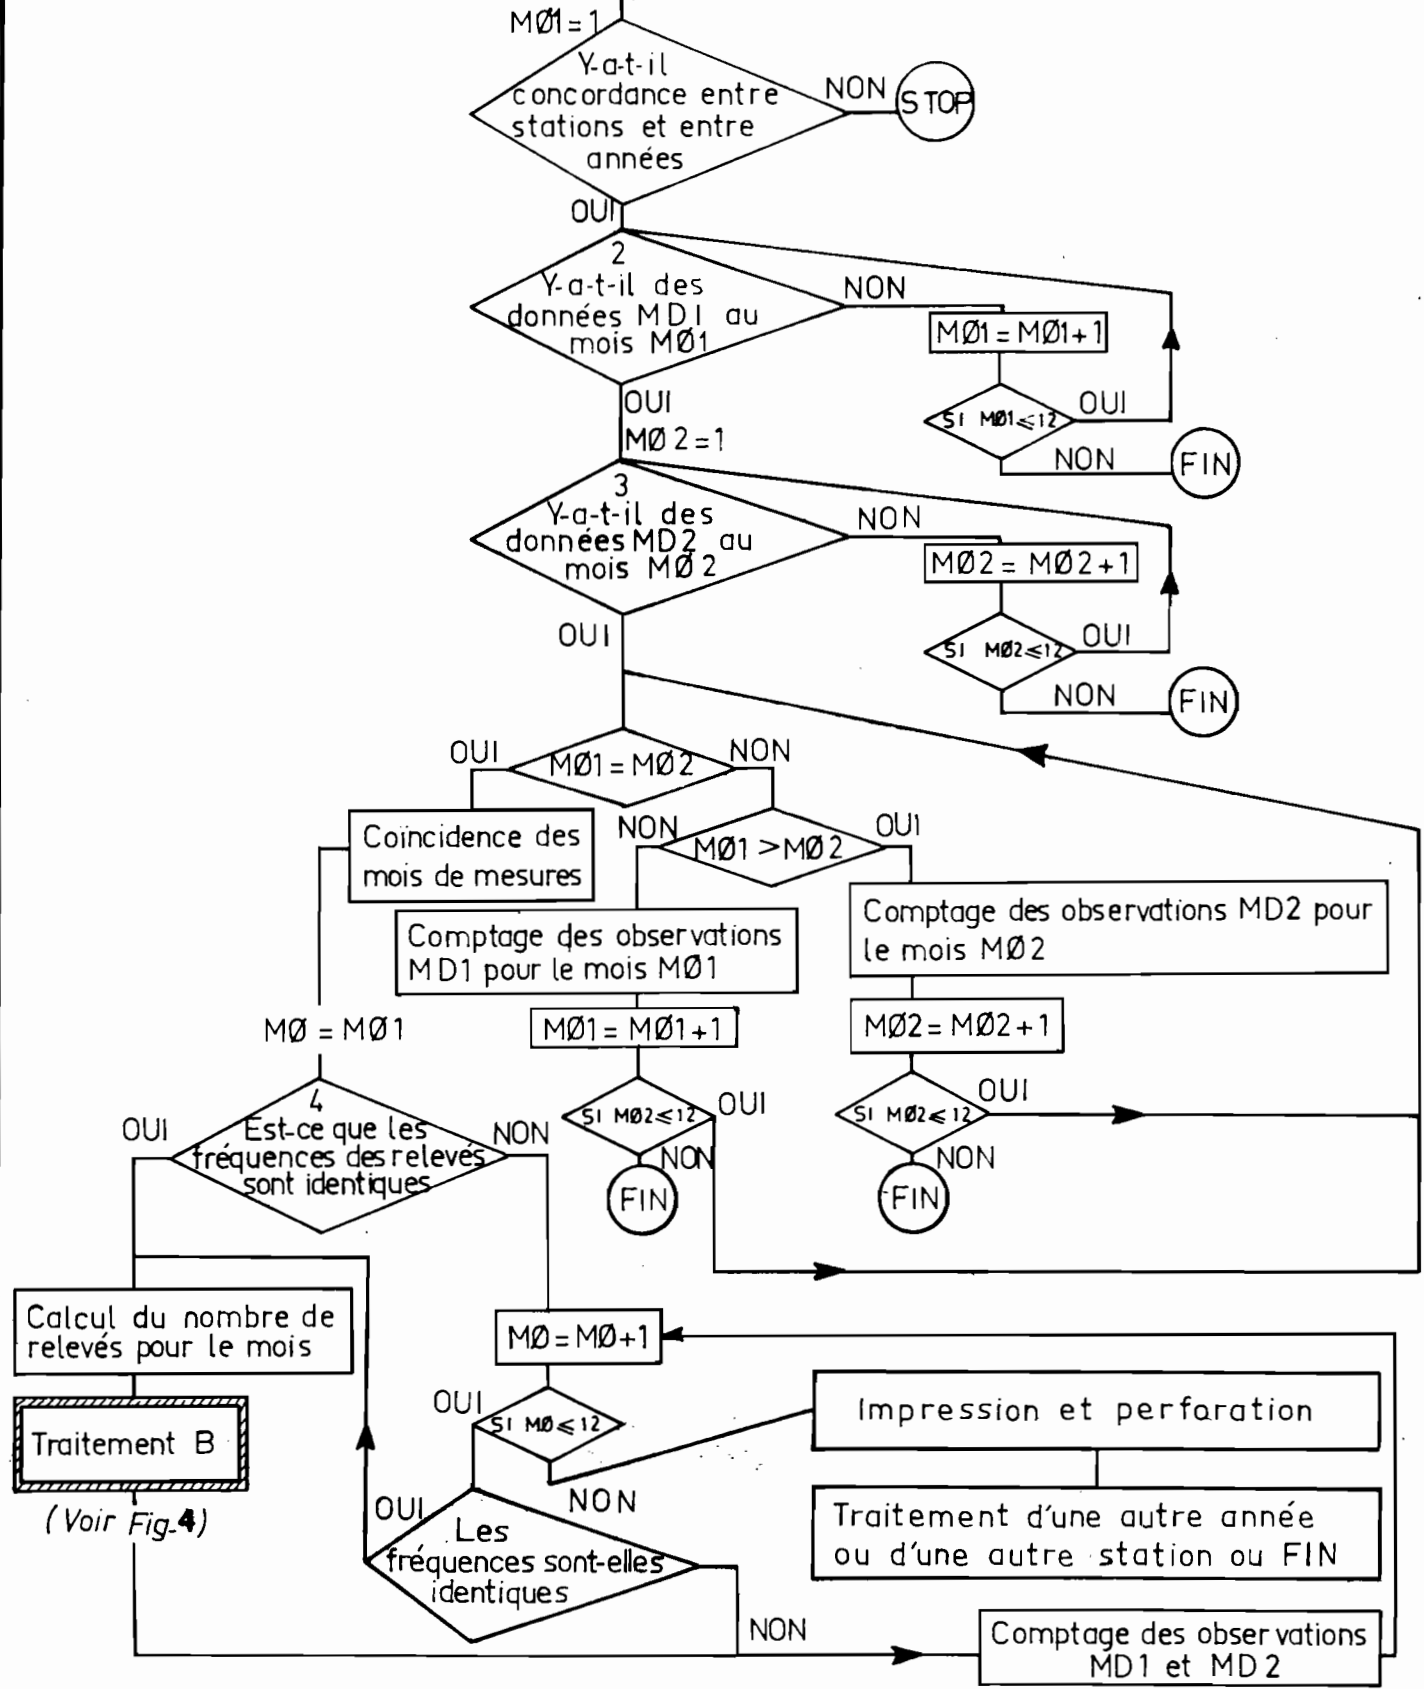 MØ1=1
Y-a-t-il
concordance entre
stations et entre
années
NON
STOP
OUI
2
Y-a-t-il des
données MD1 au
mois MØ1
NON
MØ1=MØ1+1
SI MØ1≤12
OUI
NON
FIN
OUI
MØ2=1
3
Y-a-t-il des
données MD2 au
mois MØ2
NON
MØ2= MØ2+1
SI MØ2≤12
OUI
NON
FIN
OUI
OUI
MØ1=MØ2
NON
Coïncidence des
mois de mesures
NON
MØ1>MØ2
OUI
Comptage des observations
MD1 pour le mois MØ1
Comptage des observations MD2 pour
le mois MØ2
MØ = MØ1
MØ1= MØ1+1
MØ2= MØ2+1
SI MØ2≤12
OUI
NON
FIN
SI MØ2≤12
OUI
NON
FIN
4
OUI
Est-ce que les
fréquences des relevés
sont identiques
NON
Calcul du nombre de
relevés pour le mois
Traitement B
(Voir Fig.4)
MØ=MØ+1
OUI
SI MØ≤12
NON
Impression et perforation
Traitement d'une autre année
ou d'une autre station ou FIN
OUI
Les
fréquences sont-elles
identiques
NON
Comptage des observations
MD1 et MD2